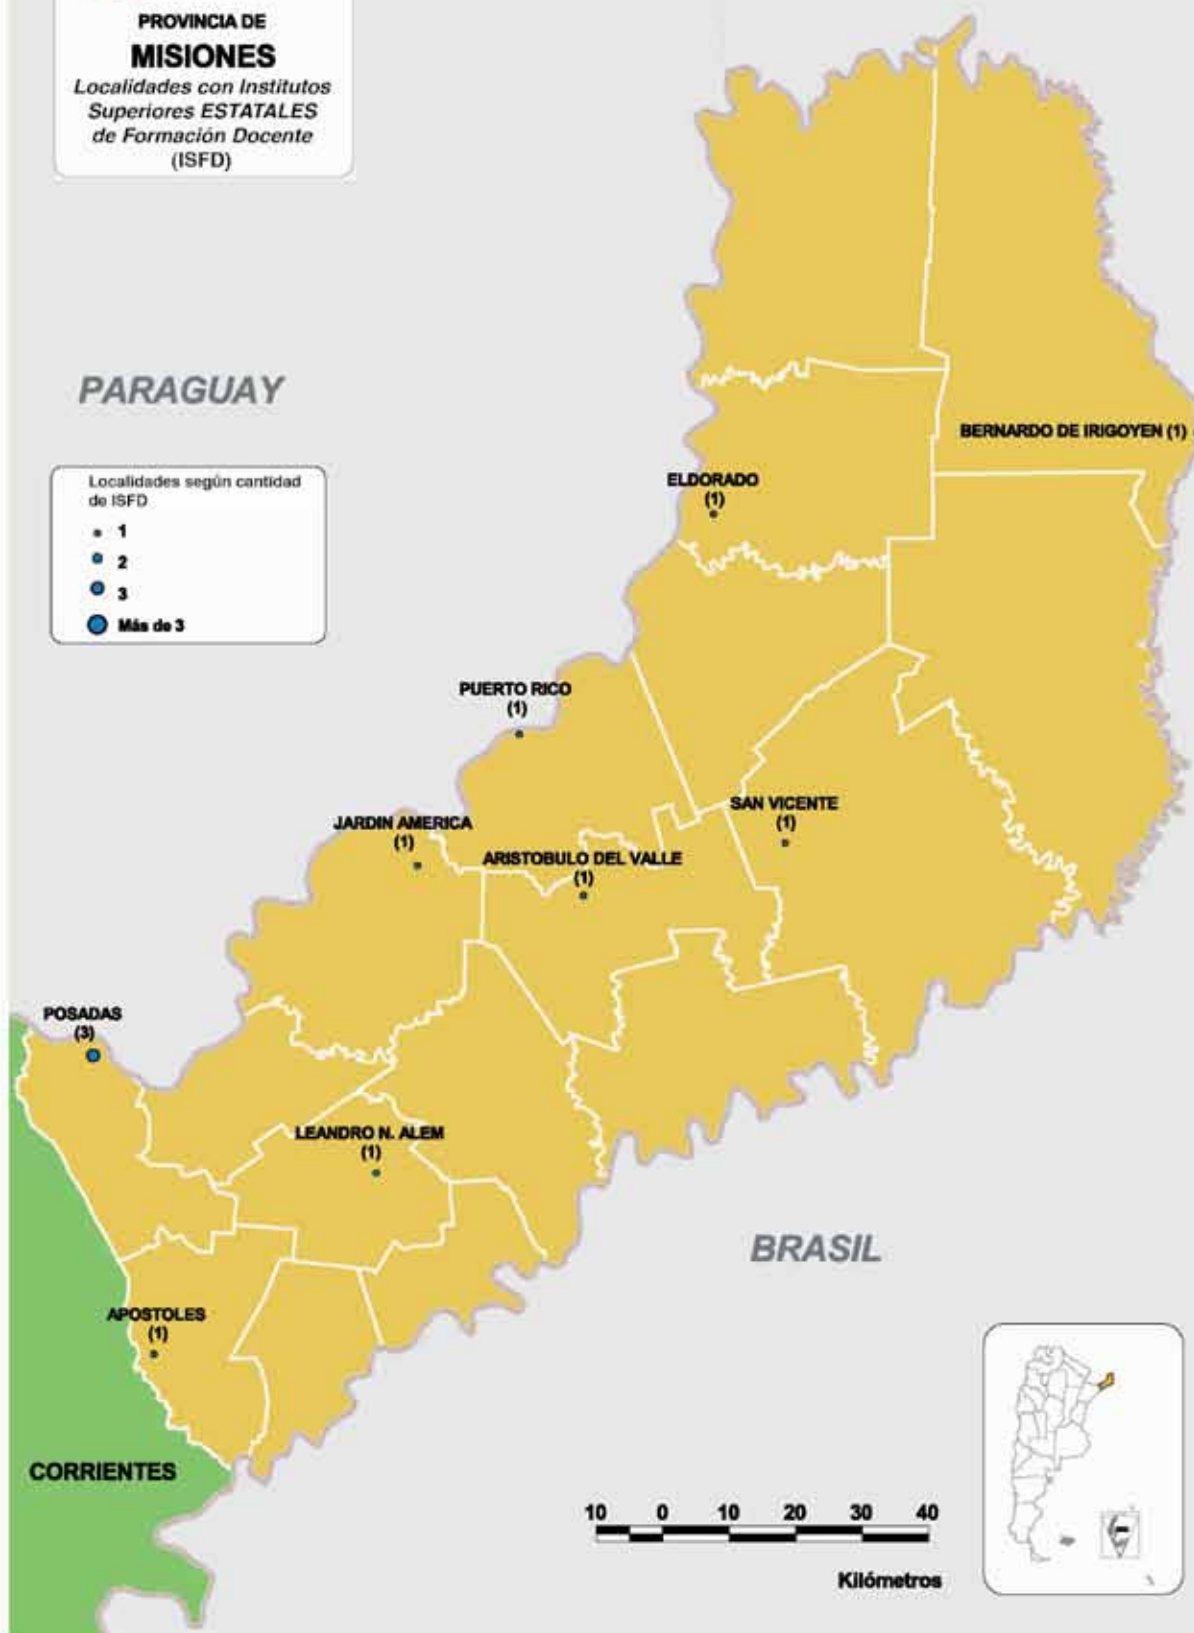 PROVINCIA DE
MISIONES
Localidades con Institutos
Superiores ESTATALES
de Formación Docente
(ISFD)
PARAGUAY
BERNARDO DE IRIGOYEN (1)
Localidades según cantidad
de ISFD
1
2
3
Más de 3
ELDORADO
(1)
PUERTO RICO
(1)
SAN VICENTE
(1)
JARDIN AMERICA
(1)
ARISTOBULO DEL VALLE
(1)
POSADAS
(3)
LEANDRO N. ALEM
(1)
BRASIL
APOSTOLES
(1)
CORRIENTES
10 0 10 20 30 40
Kilómetros